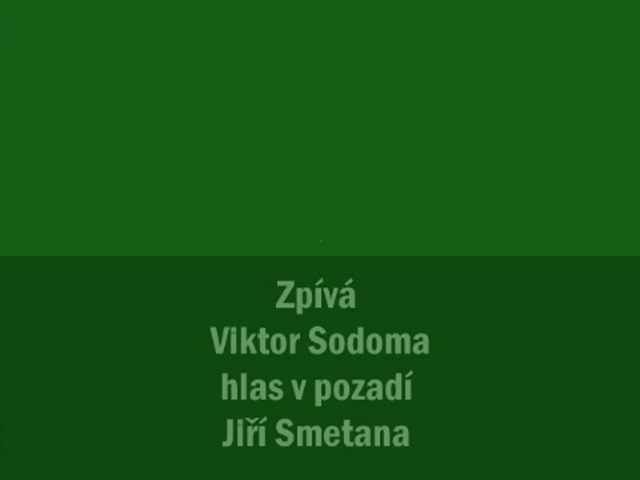 Zpívá
Viktor Sodoma
hlas v pozadí
Jiří Smetana